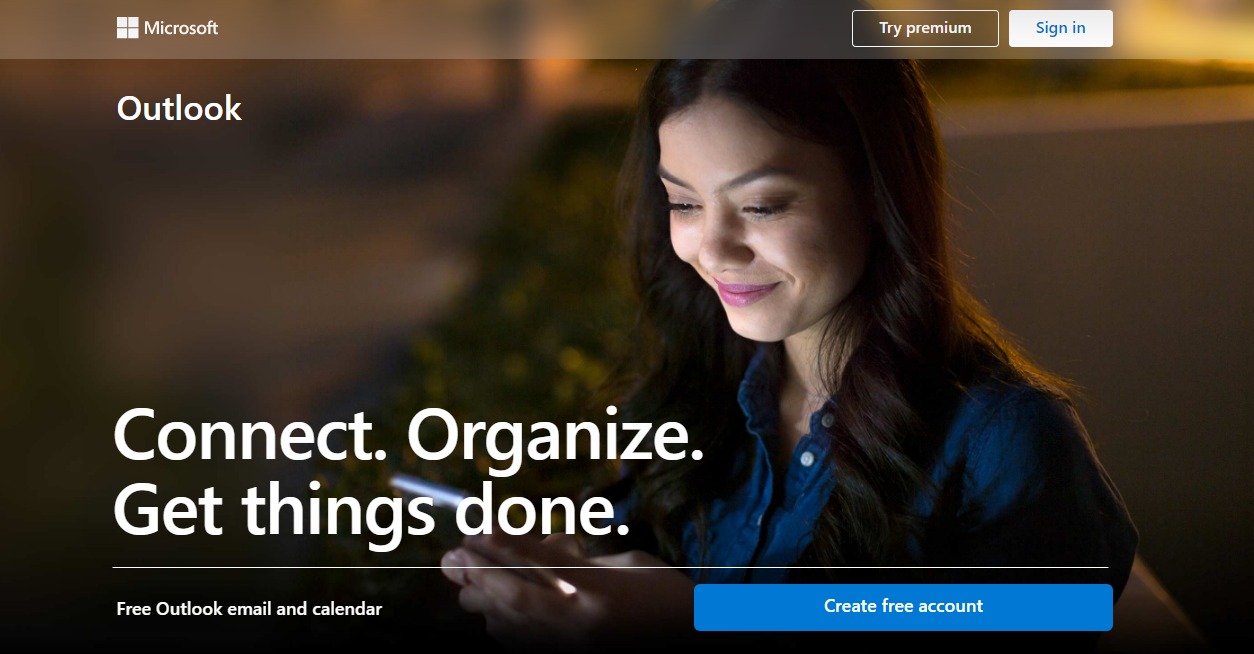 Microsoft
Try premium
Sign in
Outlook
Connect. Organize.
Get things done.
Free Outlook email and calendar
Create free account